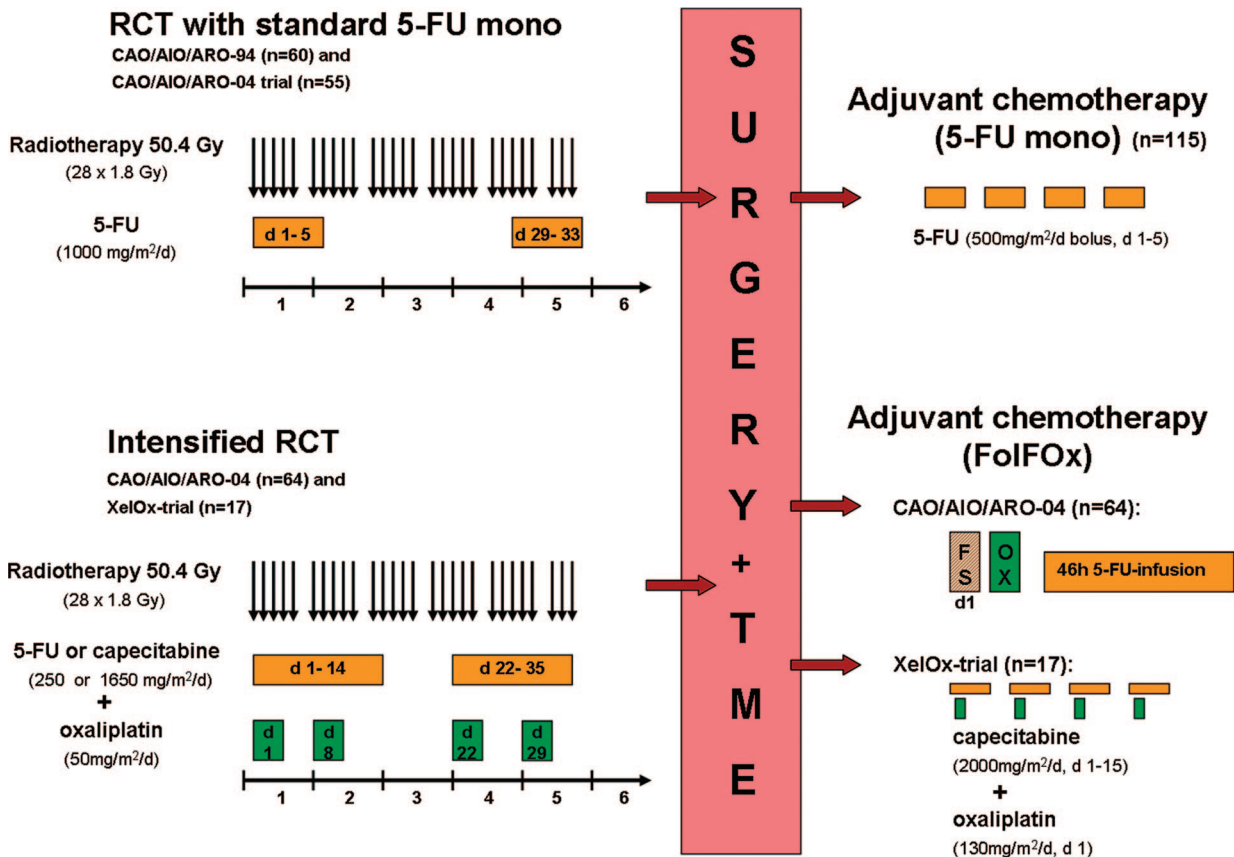 RCT with standard 5-FU mono
CAO/AIO/ARO-94 (n=60) and
CAO/AIO/ARO-04 trial (n=55)
Radiotherapy 50.4 Gy
(28 x 1.8 Gy)
5-FU
(1000 mg/m²/d)
d 1- 5
d 29- 33
1 2 3 4 5 6
Intensified RCT
CAO/AIO/ARO-04 (n=64) and
XelOx-trial (n=17)
Radiotherapy 50.4 Gy
(28 x 1.8 Gy)
5-FU or capecitabine
(250 or 1650 mg/m²/d)
+
oxaliplatin
(50mg/m²/d)
d 1- 14
d 22- 35
d 1
d 8
d 22
d 29
1 2 3 4 5 6
S
U
R
G
E
R
Y
+
T
M
E
Adjuvant chemotherapy
(5-FU mono) (n=115)
5-FU (500mg/m²/d bolus, d 1-5)
Adjuvant chemotherapy
(FolFOx)
CAO/AIO/ARO-04 (n=64):
F S
O X
46h 5-FU-infusion
d1
XelOx-trial (n=17):
capecitabine
(2000mg/m²/d, d 1-15)
+
oxaliplatin
(130mg/m²/d, d 1)